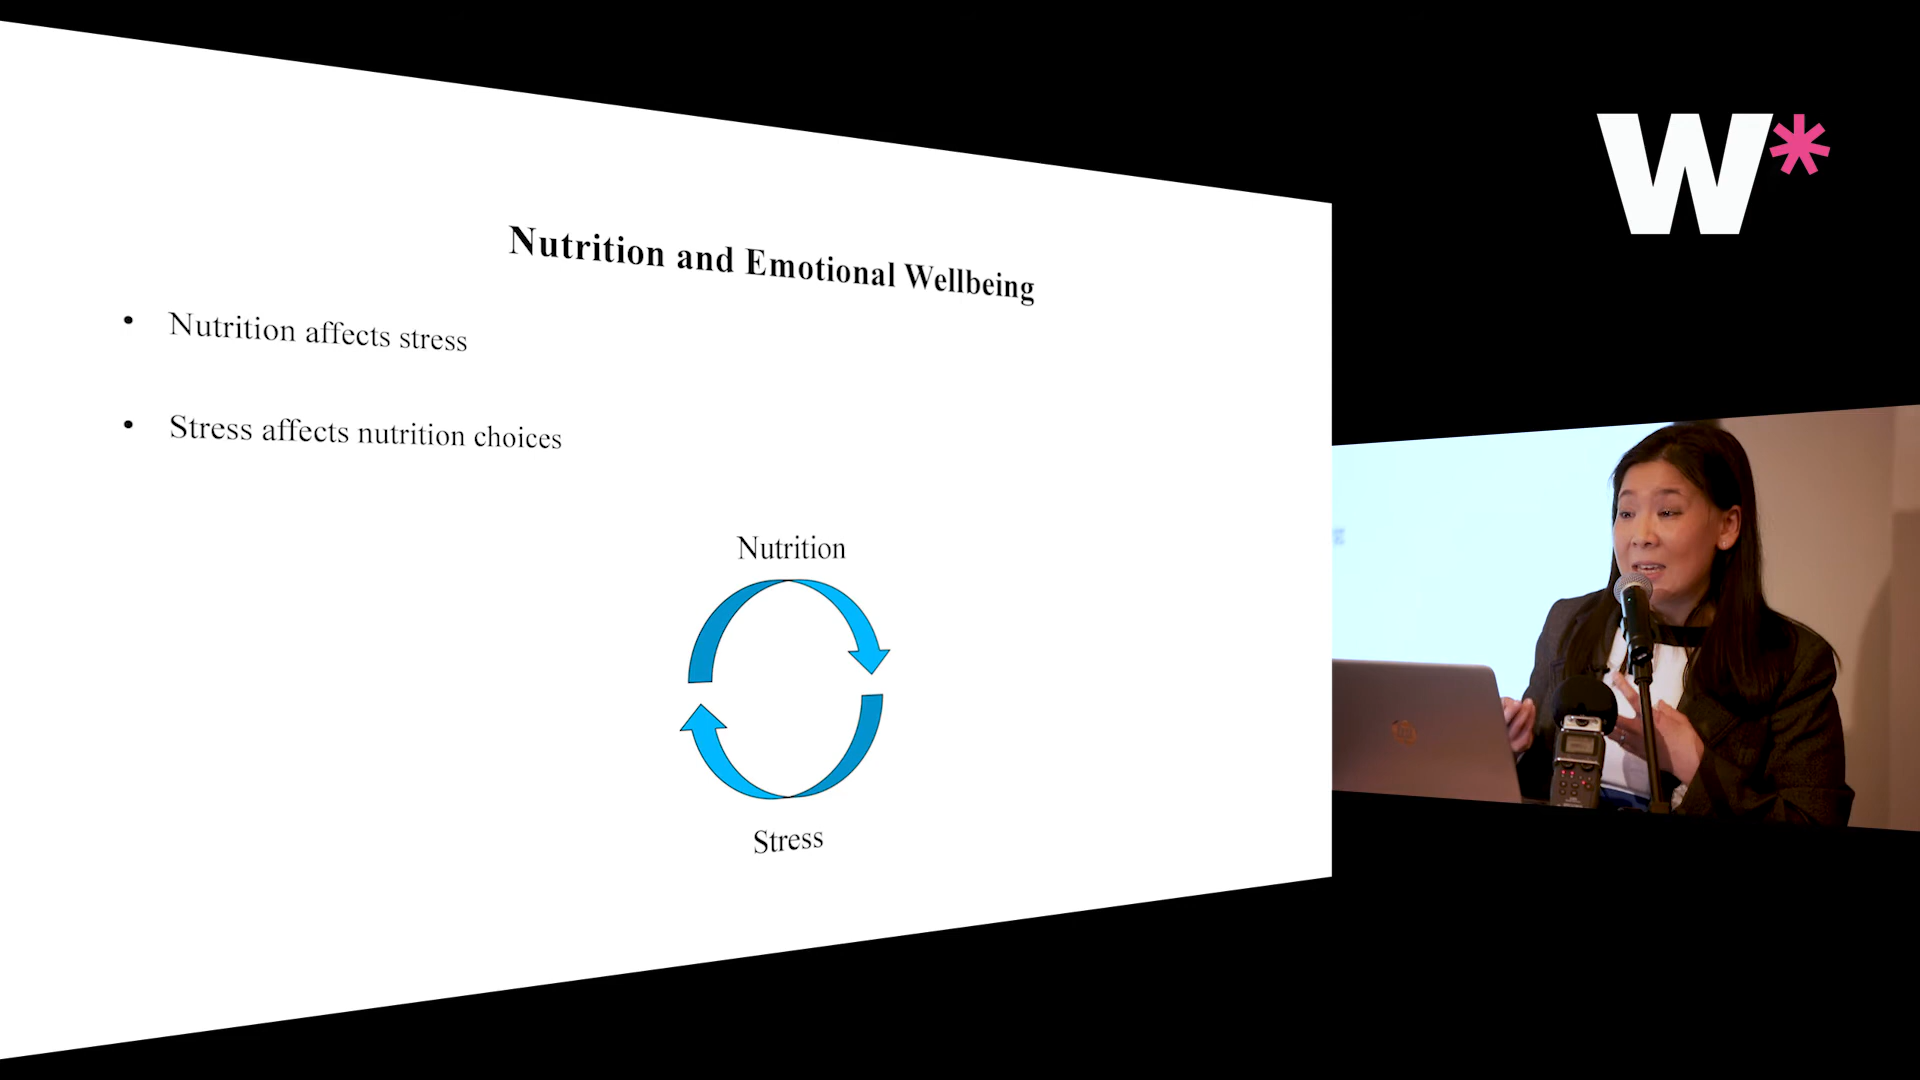 W*
Nutrition and Emotional Wellbeing
• Nutrition affects stress
• Stress affects nutrition choices
Nutrition
Stress